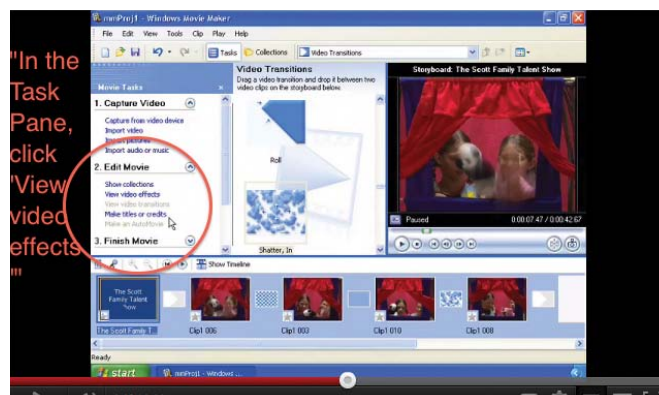 "In the
Task
Pane,
click
'View
video
effects
'"
mmProj1 - Windows Movie Maker
File Edit View Tools Clip Play Help
Tasks Collections Video Transitions
Movie Tasks
1. Capture Video
Capture from video device
Import video
Import pictures
Import audio or music
2. Edit Movie
Show collections
View video effects
View video transitions
Make titles or credits
Make an AutoMovie
3. Finish Movie
Video Transitions
Drag a video transition and drop it between two
video clips on the storyboard below.
Roll
Shatter, In
Storyboard: The Scott Family Talent Show
Paused 0:00:07.47 / 0:00:42.67
Show Timeline
The Scott
Family Talent
Show
The Scott Family T...
Clip1 006
Clip1 003
Clip1 010
Clip1 008
Ready
start mmProj1 - Windows ...